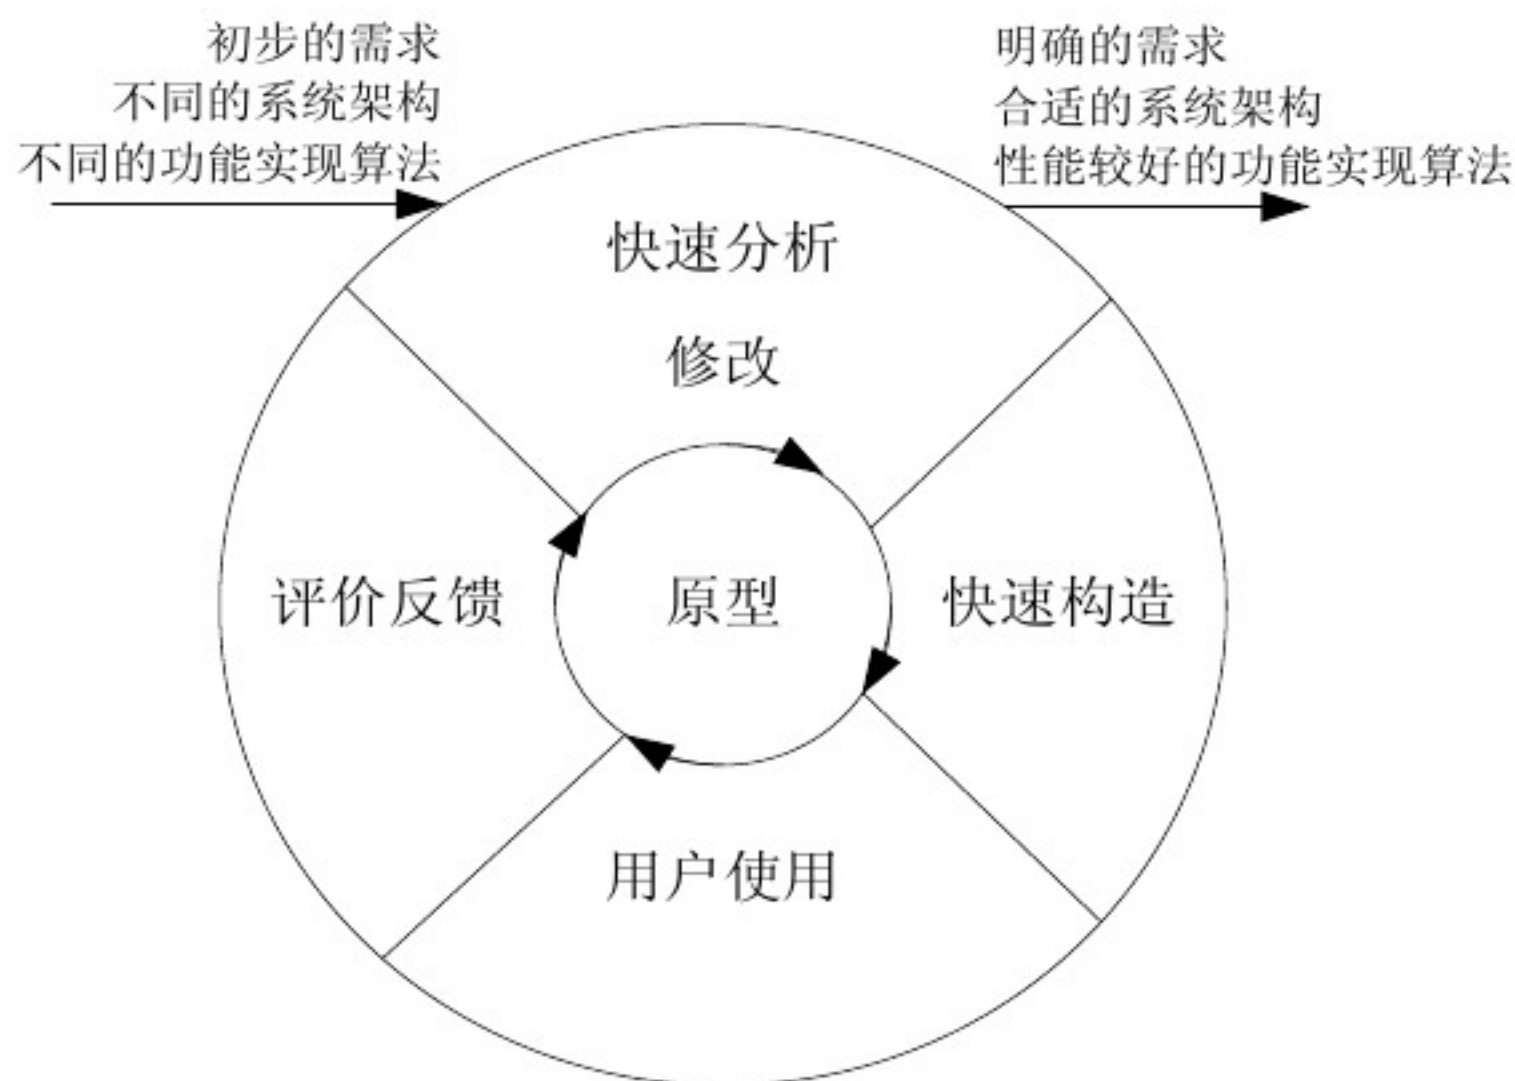 初步的需求
不同的系统架构
不同的功能实现算法
明确的需求
合适的系统架构
性能较好的功能实现算法
快速分析
修改
评价反馈
原型
快速构造
用户使用